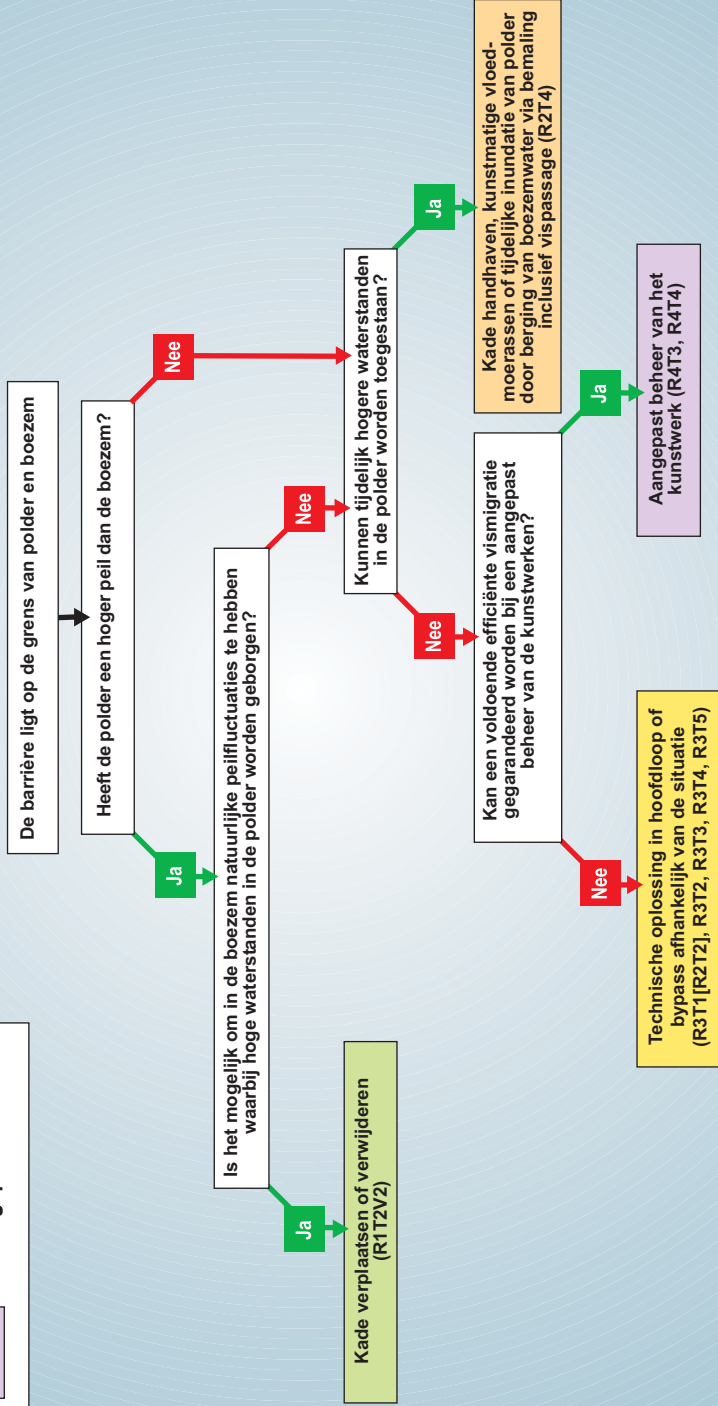 De barrière ligt op de grens van polder en boezem
Heeft de polder een hoger peil dan de boezem?
Ja
Nee
Is het mogelijk om in de boezem natuurlijke peilfluctuaties te hebben
waarbij hoge waterstanden in de polder worden geborgen?
Ja
Nee
Kade verplaatsen of verwijderen
(R1T2V2)
Kunnen tijdelijk hogere waterstanden
in de polder worden toegestaan?
Nee
Ja
Kan een voldoende efficiënte vismigratie
gegarandeerd worden bij een aangepast
beheer van de kunstwerken?
Kade handhaven, kunstmatige vloed-
moerassen of tijdelijke inundatie van polder
door berging van boezemwater via bemaling
inclusief vispassage (R2T4)
Nee
Ja
Technische oplossing in hoofdloop of
bypass afhankelijk van de situatie
(R3T1[R2T2], R3T2, R3T3, R3T4, R3T5)
Aangepast beheer van het
kunstwerk (R4T3, R4T4)